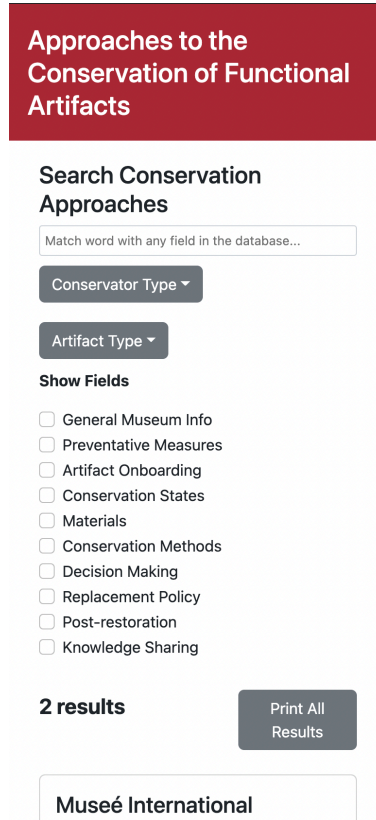 Approaches to the
Conservation of Functional
Artifacts
Search Conservation
Approaches
Match word with any field in the database...
Conservator Type
Artifact Type
Show Fields
General Museum Info
Preventative Measures
Artifact Onboarding
Conservation States
Materials
Conservation Methods
Decision Making
Replacement Policy
Post-restoration
Knowledge Sharing
2 results
Print All
Results
Museé International